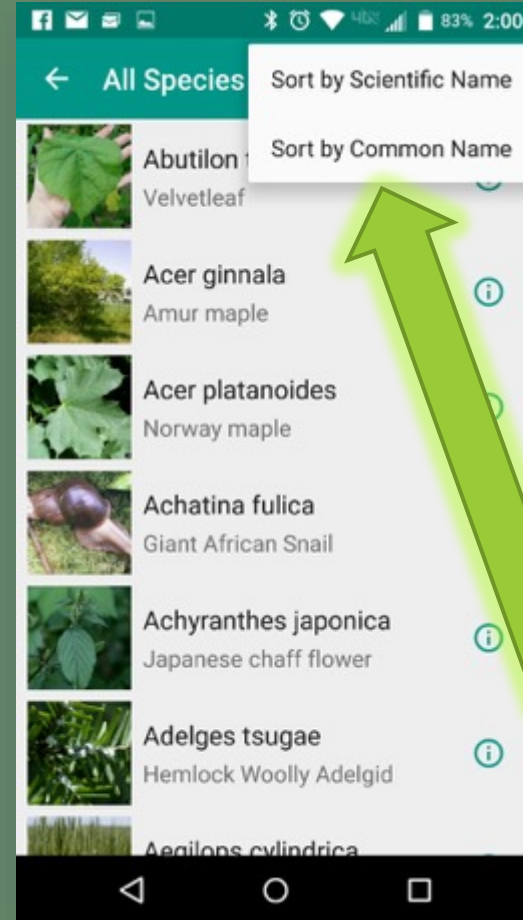 83% 2:00
All Species
Sort by Scientific Name
Sort by Common Name
Abutilon
Velvetleaf
Acer ginnala
Amur maple
Acer platanoides
Norway maple
Achatina fulica
Giant African Snail
Achyranthes japonica
Japanese chaff flower
Adelges tsugae
Hemlock Woolly Adelgid
Aegilops cylindrica